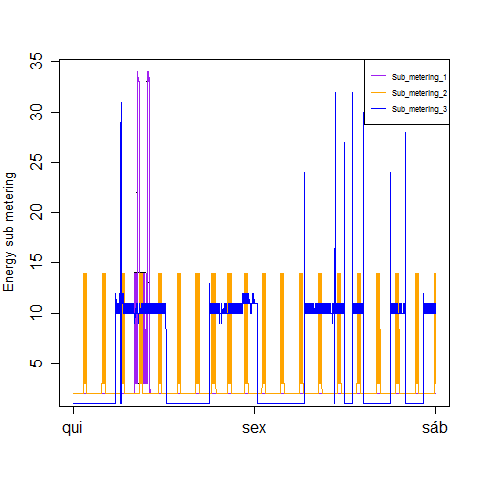 Energy sub metering
35
30
25
20
15
10
5
Sub_metering_1
Sub_metering_2
Sub_metering_3
qui sex sáb